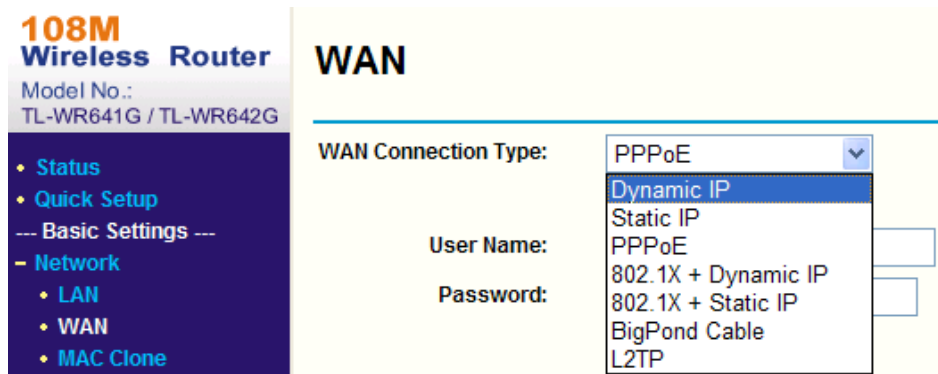 108M
Wireless Router
Model No.:
TL-WR641G / TL-WR642G
• Status
• Quick Setup
--- Basic Settings ---
– Network
• LAN
• WAN
• MAC Clone
WAN
WAN Connection Type:
PPPoE
Dynamic IP
Static IP
PPPoE
802.1X + Dynamic IP
802.1X + Static IP
BigPond Cable
L2TP
User Name:
Password: